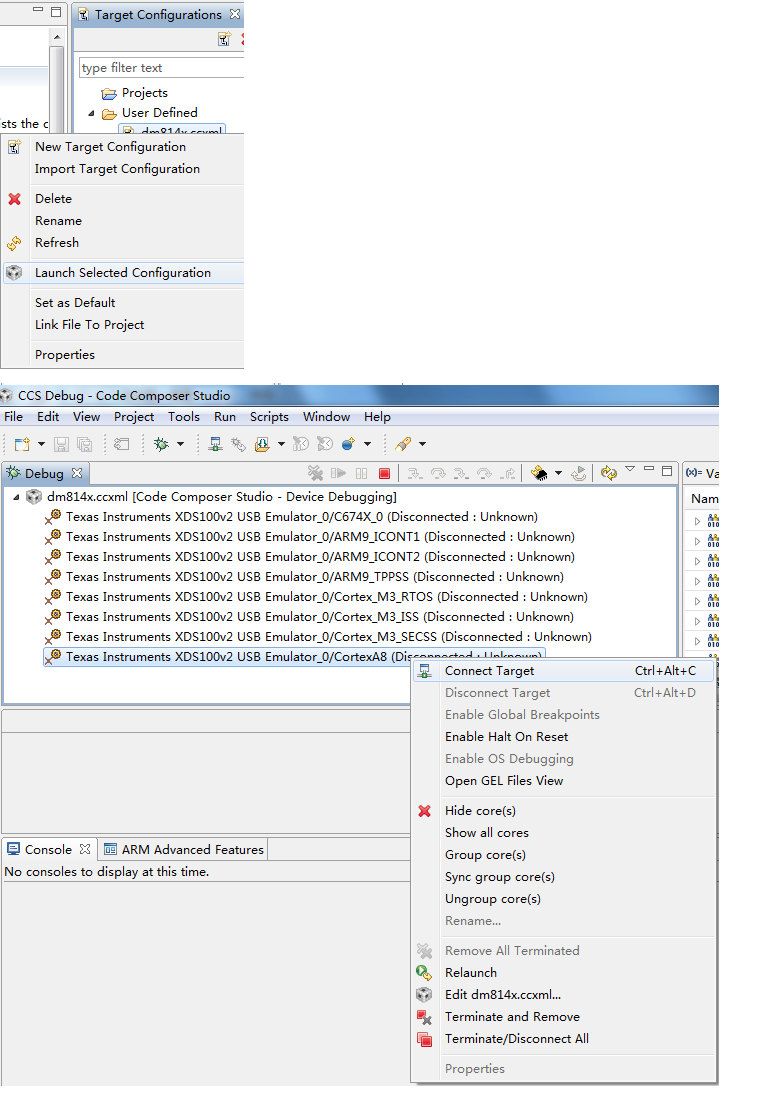 Target Configurations
type filter text
Projects
User Defined
dm814x.ccxml
ists the c
New Target Configuration
Import Target Configuration
Delete
Rename
Refresh
Launch Selected Configuration
Set as Default
Link File To Project
Properties
CCS Debug - Code Composer Studio
File Edit View Project Tools Run Scripts Window Help
Debug
(x)= Va
dm814x.ccxml [Code Composer Studio - Device Debugging]
Nam
Texas Instruments XDS100v2 USB Emulator_0/C674X_0 (Disconnected : Unknown)
Texas Instruments XDS100v2 USB Emulator_0/ARM9_ICONT1 (Disconnected : Unknown)
Texas Instruments XDS100v2 USB Emulator_0/ARM9_ICONT2 (Disconnected : Unknown)
Texas Instruments XDS100v2 USB Emulator_0/ARM9_TPPSS (Disconnected : Unknown)
Texas Instruments XDS100v2 USB Emulator_0/Cortex_M3_RTOS (Disconnected : Unknown)
Texas Instruments XDS100v2 USB Emulator_0/Cortex_M3_ISS (Disconnected : Unknown)
Texas Instruments XDS100v2 USB Emulator_0/Cortex_M3_SECSS (Disconnected : Unknown)
Texas Instruments XDS100v2 USB Emulator_0/CortexA8 (Disconnected : Unknown)
Connect Target Ctrl+Alt+C
Disconnect Target Ctrl+Alt+D
Enable Global Breakpoints
Enable Halt On Reset
Enable OS Debugging
Open GEL Files View
Hide core(s)
Show all cores
Group core(s)
Sync group core(s)
Ungroup core(s)
Rename...
Remove All Terminated
Relaunch
Edit dm814x.ccxml...
Terminate and Remove
Terminate/Disconnect All
Properties
Console ARM Advanced Features
No consoles to display at this time.